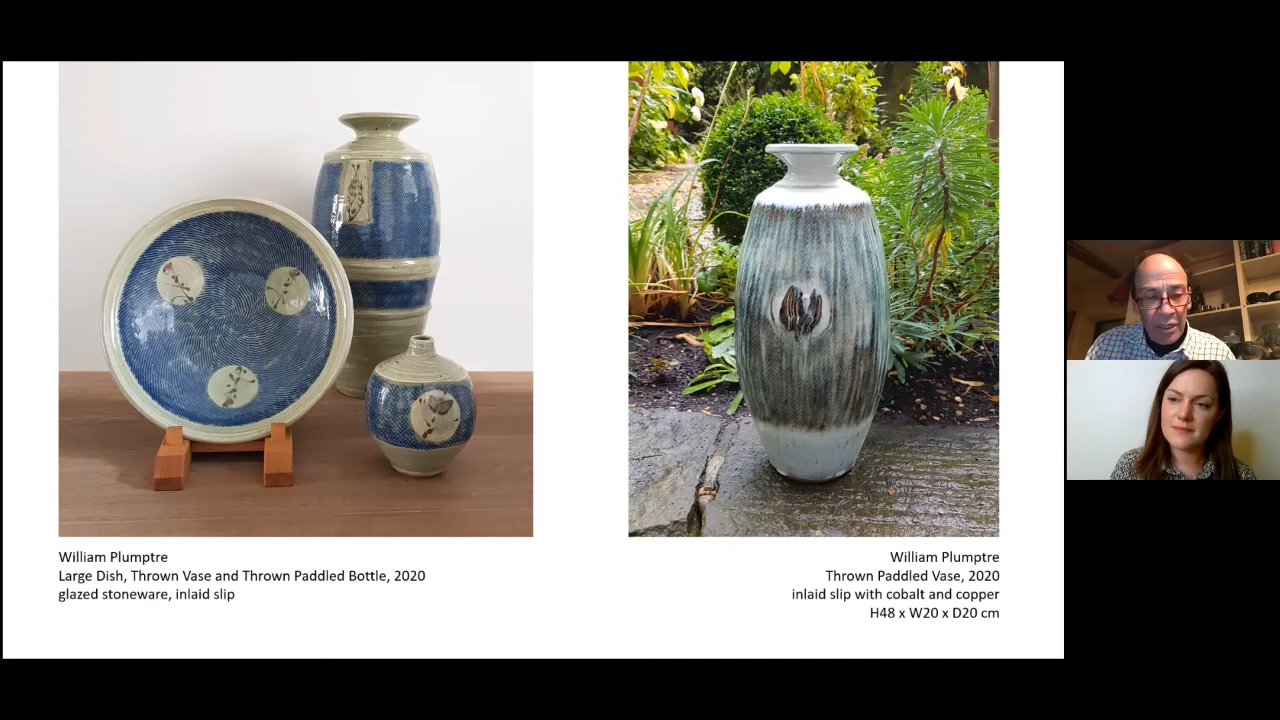 William Plumptre
Large Dish, Thrown Vase and Thrown Paddled Bottle, 2020
glazed stoneware, inlaid slip
William Plumptre
Thrown Paddled Vase, 2020
inlaid slip with cobalt and copper
H48 x W20 x D20 cm